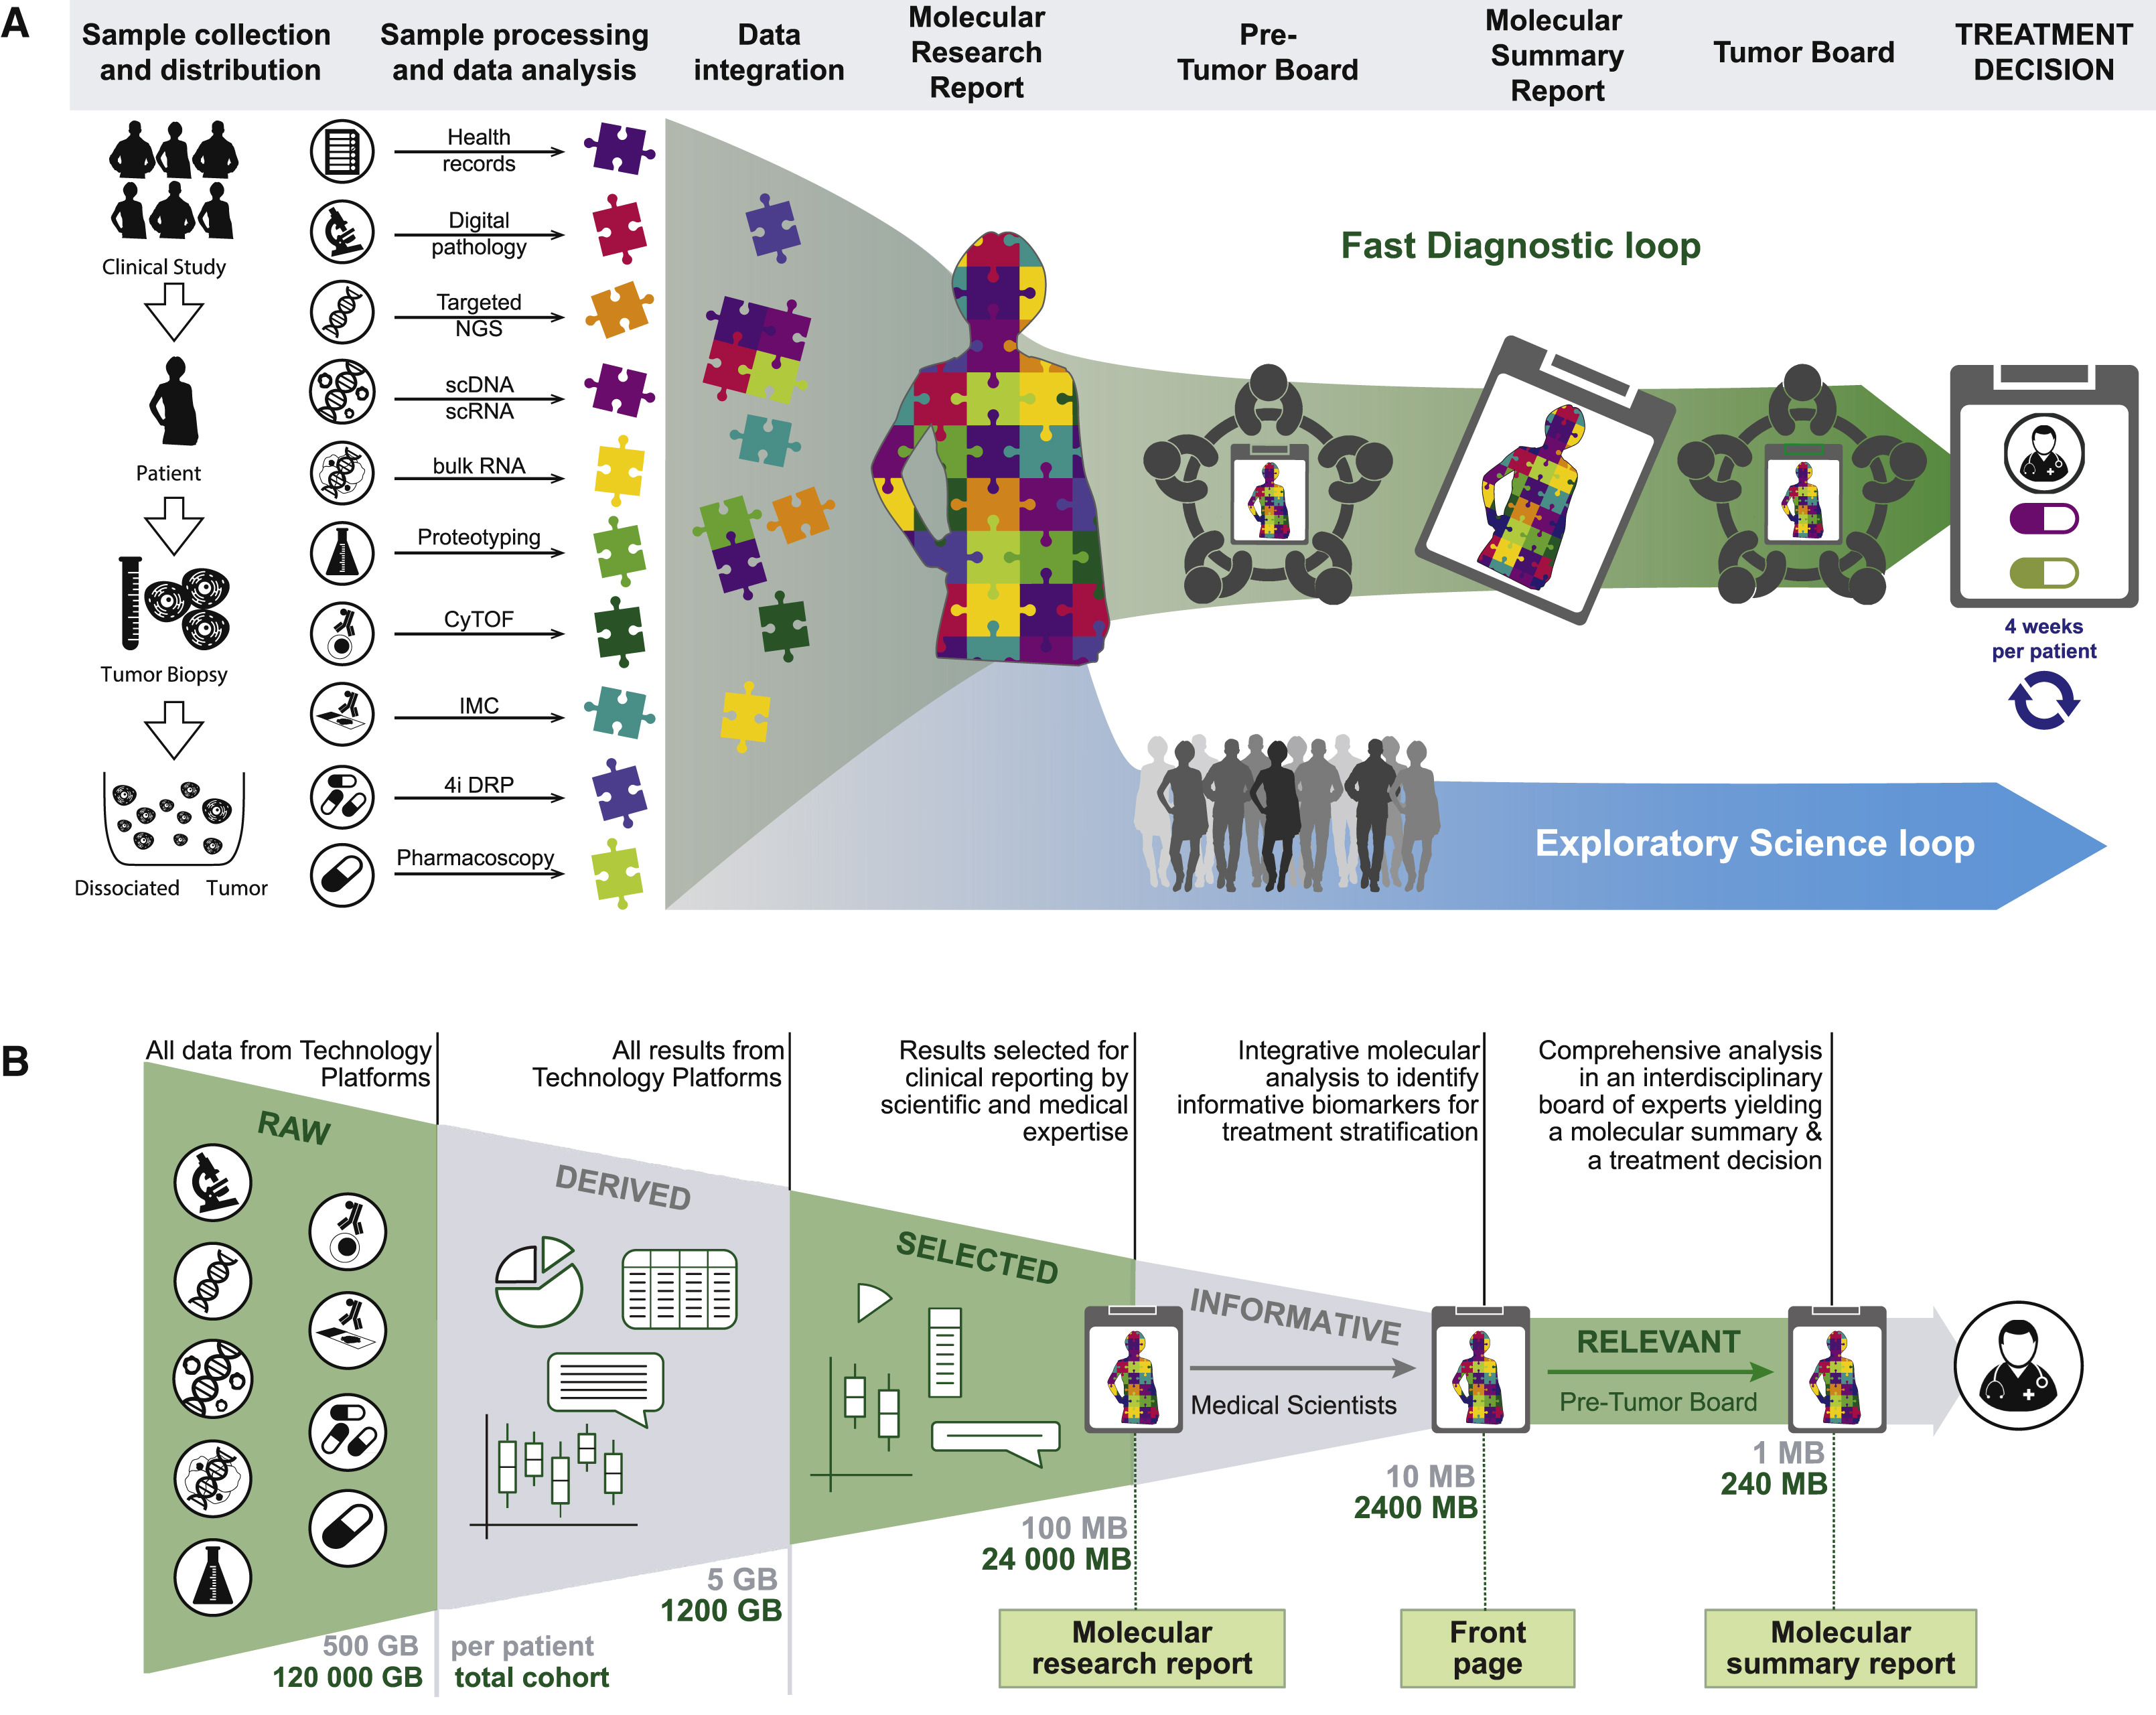 A
Sample collection
and distribution
Sample processing
and data analysis
Data
integration
Molecular
Research
Report
Pre-
Tumor Board
Molecular
Summary
Report
Tumor Board
TREATMENT
DECISION
Clinical Study
Patient
Tumor Biopsy
Dissociated Tumor
Health
records
Digital
pathology
Targeted
NGS
scDNA
scRNA
bulk RNA
Proteotyping
CyTOF
IMC
4i DRP
Pharmacoscopy
Fast Diagnostic loop
4 weeks
per patient
Exploratory Science loop
B
All data from Technology
Platforms
All results from
Technology Platforms
Results selected for
clinical reporting by
scientific and medical
expertise
Integrative molecular
analysis to identify
informative biomarkers for
treatment stratification
Comprehensive analysis
in an interdisciplinary
board of experts yielding
a molecular summary &
a treatment decision
RAW
DERIVED
SELECTED
INFORMATIVE
Medical Scientists
RELEVANT
Pre-Tumor Board
500 GB
120 000 GB
per patient
total cohort
5 GB
1200 GB
100 MB
24 000 MB
10 MB
2400 MB
1 MB
240 MB
Molecular
research report
Front
page
Molecular
summary report